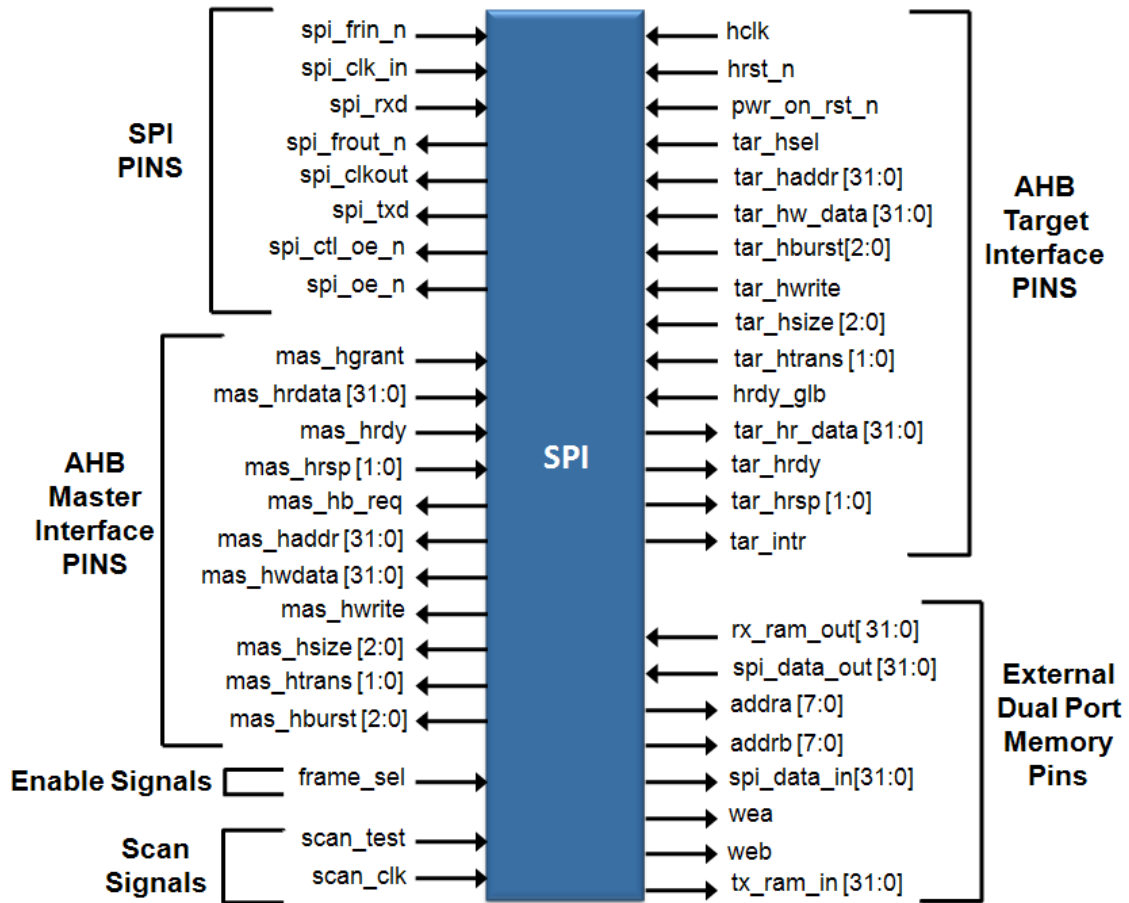 SPI
PINS
spi_frin_n
spi_clk_in
spi_rxd
spi_frout_n
spi_clkout
spi_txd
spi_ctl_oe_n
spi_oe_n
AHB
Master
Interface
PINS
mas_hgrant
mas_hrdata [31:0]
mas_hrdy
mas_hrsp [1:0]
mas_hb_req
mas_haddr [31:0]
mas_hwdata [31:0]
mas_hwrite
mas_hsize [2:0]
mas_htrans [1:0]
mas_hburst [2:0]
Enable Signals
frame_sel
Scan
Signals
scan_test
scan_clk
SPI
hclk
hrst_n
pwr_on_rst_n
tar_hsel
tar_haddr [31:0]
tar_hw_data [31:0]
tar_hburst[2:0]
tar_hwrite
tar_hsize [2:0]
tar_htrans [1:0]
hrdy_glb
tar_hr_data [31:0]
tar_hrdy
tar_hrsp [1:0]
tar_intr
AHB
Target
Interface
PINS
rx_ram_out[ 31:0]
spi_data_out [31:0]
addra [7:0]
addrb [7:0]
spi_data_in[31:0]
wea
web
tx_ram_in [31:0]
External
Dual Port
Memory
Pins